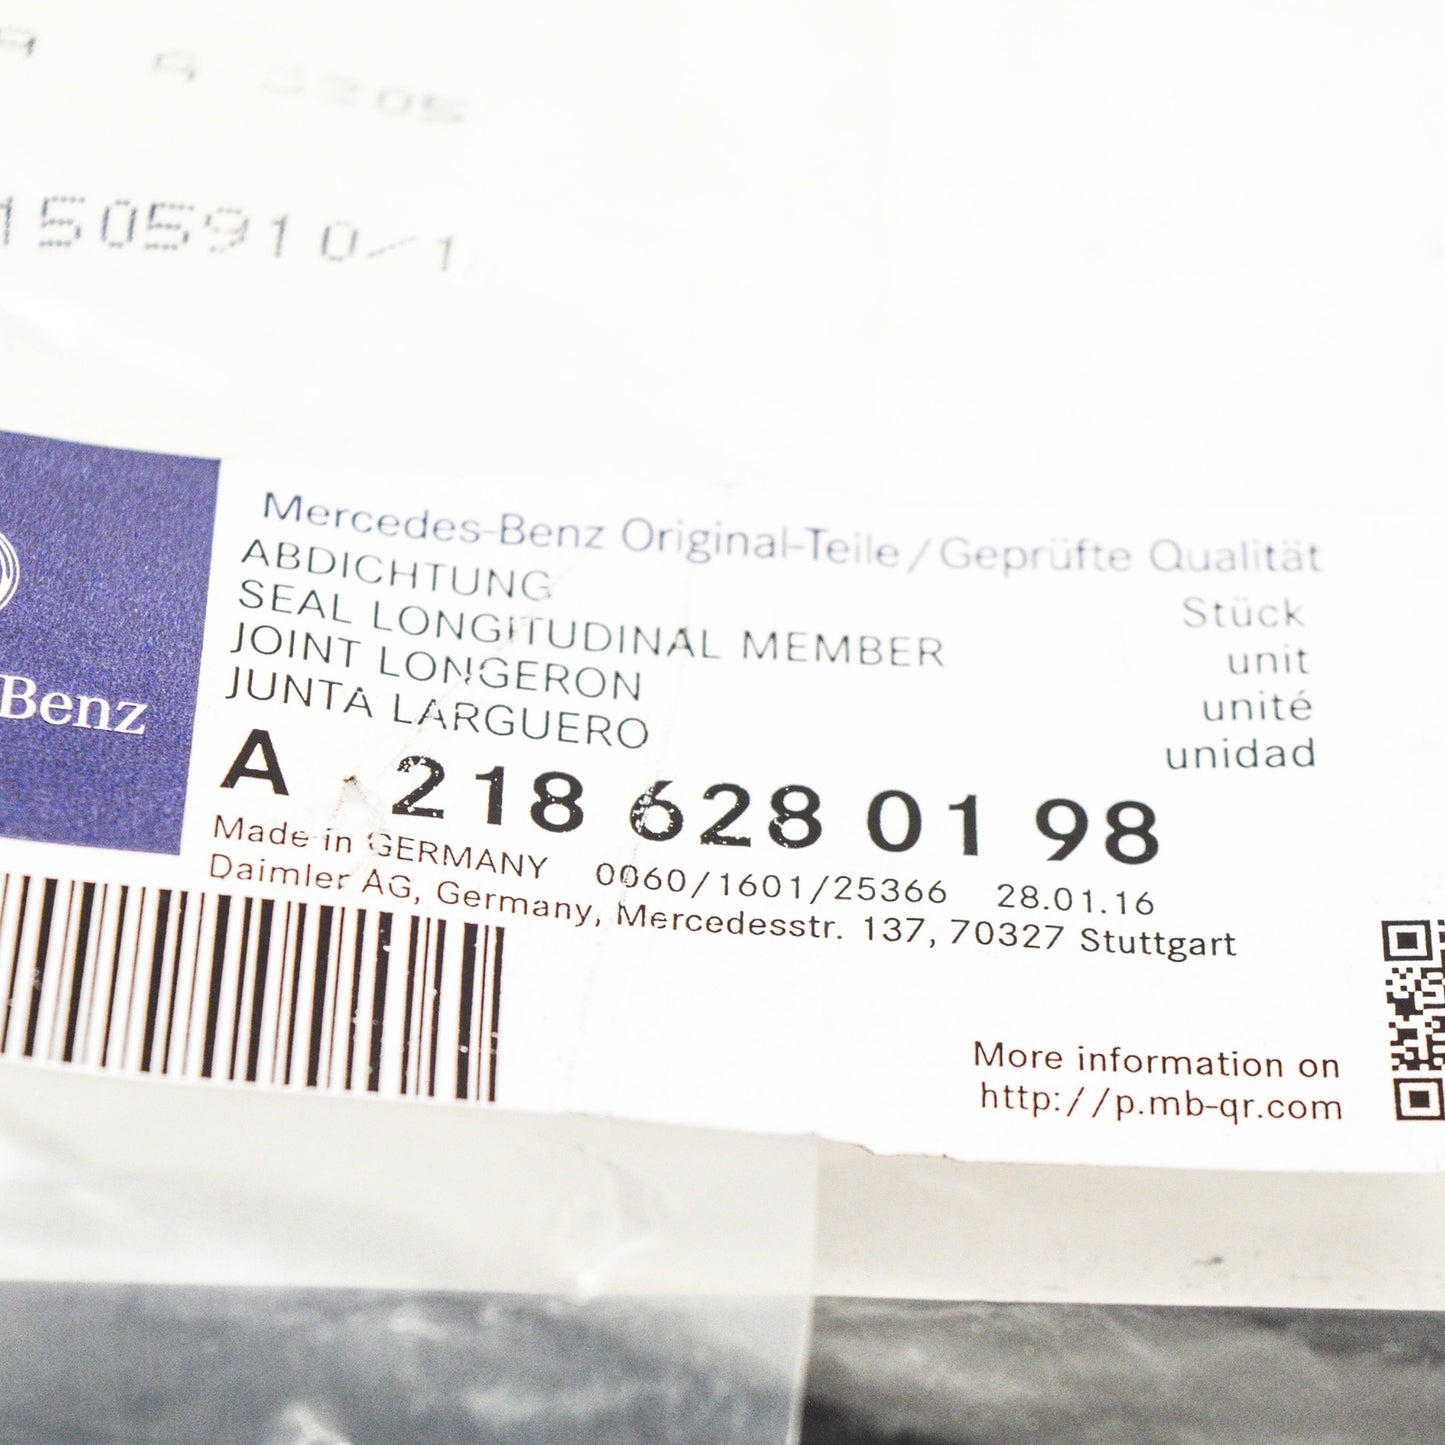 1505910/1
Benz
Mercedes-Benz Original-Teile/Geprüfte Qualität
ABDICHTUNG
SEAL LONGITUDINAL MEMBER
JOINT LONGERON
JUNTA LARGUERO
Stück
unit
unité
unidad
A 218 628 01 98
Made in GERMANY 0060/1601/25366 28.01.16
Daimler AG, Germany, Mercedesstr. 137, 70327 Stuttgart
More information on
http://p.mb-qr.com